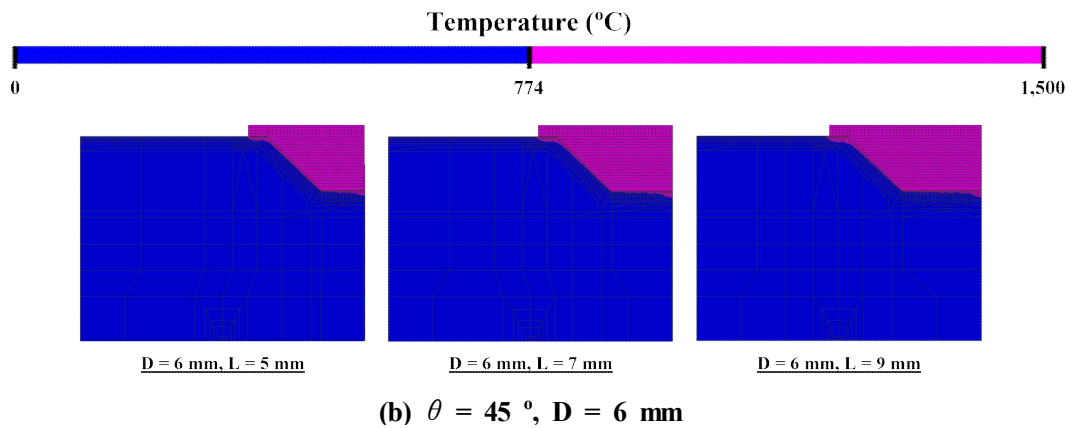 Temperature (°C)
0 774 1,500
D = 6 mm, L = 5 mm D = 6 mm, L = 7 mm D = 6 mm, L = 9 mm
(b) θ = 45 °, D = 6 mm